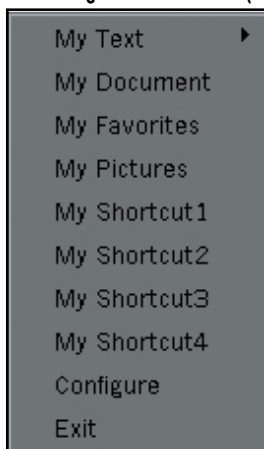 My Text
My Document
My Favorites
My Pictures
My Shortcut1
My Shortcut2
My Shortcut3
My Shortcut4
Configure
Exit